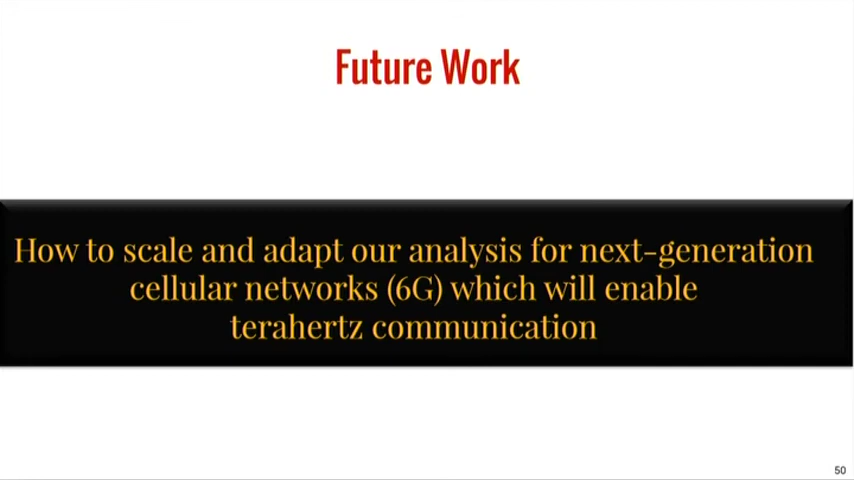 Future Work
How to scale and adapt our analysis for next-generation
cellular networks (6G) which will enable
terahertz communication
50